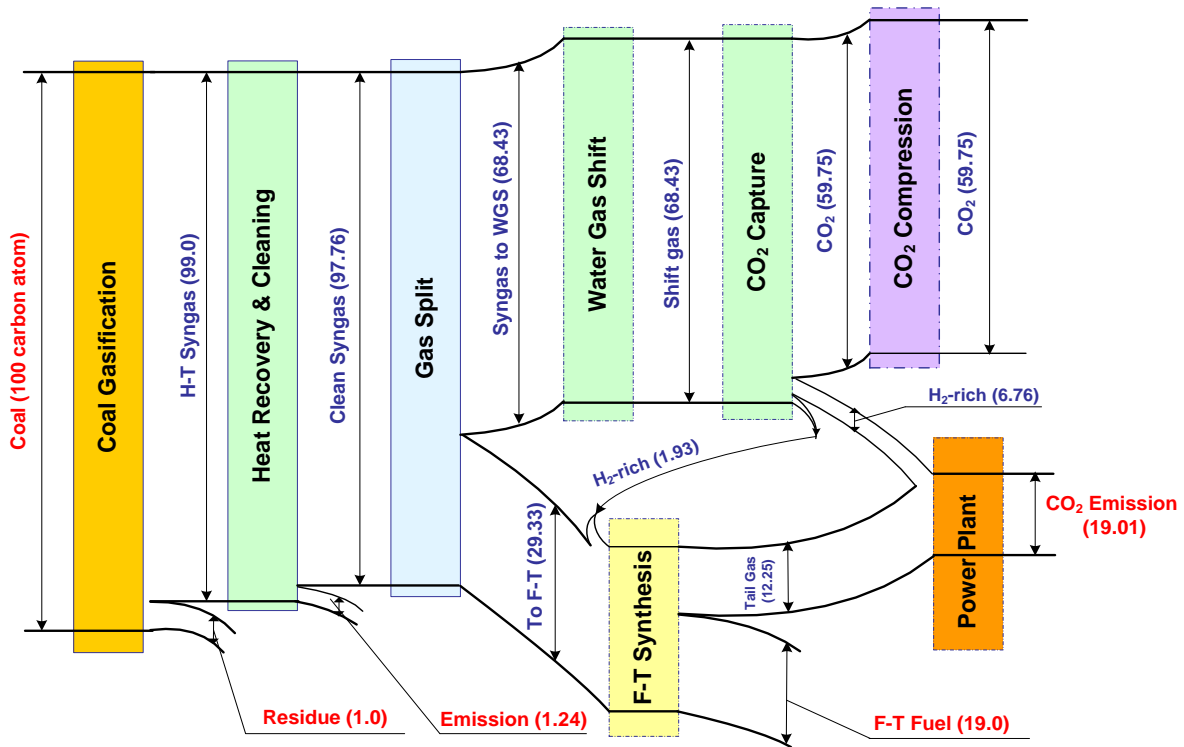 Coal (100 carbon atom)
Coal Gasification
H-T Syngas (99.0)
Heat Recovery & Cleaning
Clean Syngas (97.76)
Gas Split
Syngas to WGS (68.43)
Water Gas Shift
Shift gas (68.43)
CO₂ Capture
CO₂ (59.75)
CO₂ Compression
CO₂ (59.75)
H₂-rich (6.76)
H₂-rich (1.93)
To F-T (29.33)
F-T Synthesis
Tail Gas
(12.25)
Power Plant
CO₂ Emission
(19.01)
Residue (1.0)
Emission (1.24)
F-T Fuel (19.0)